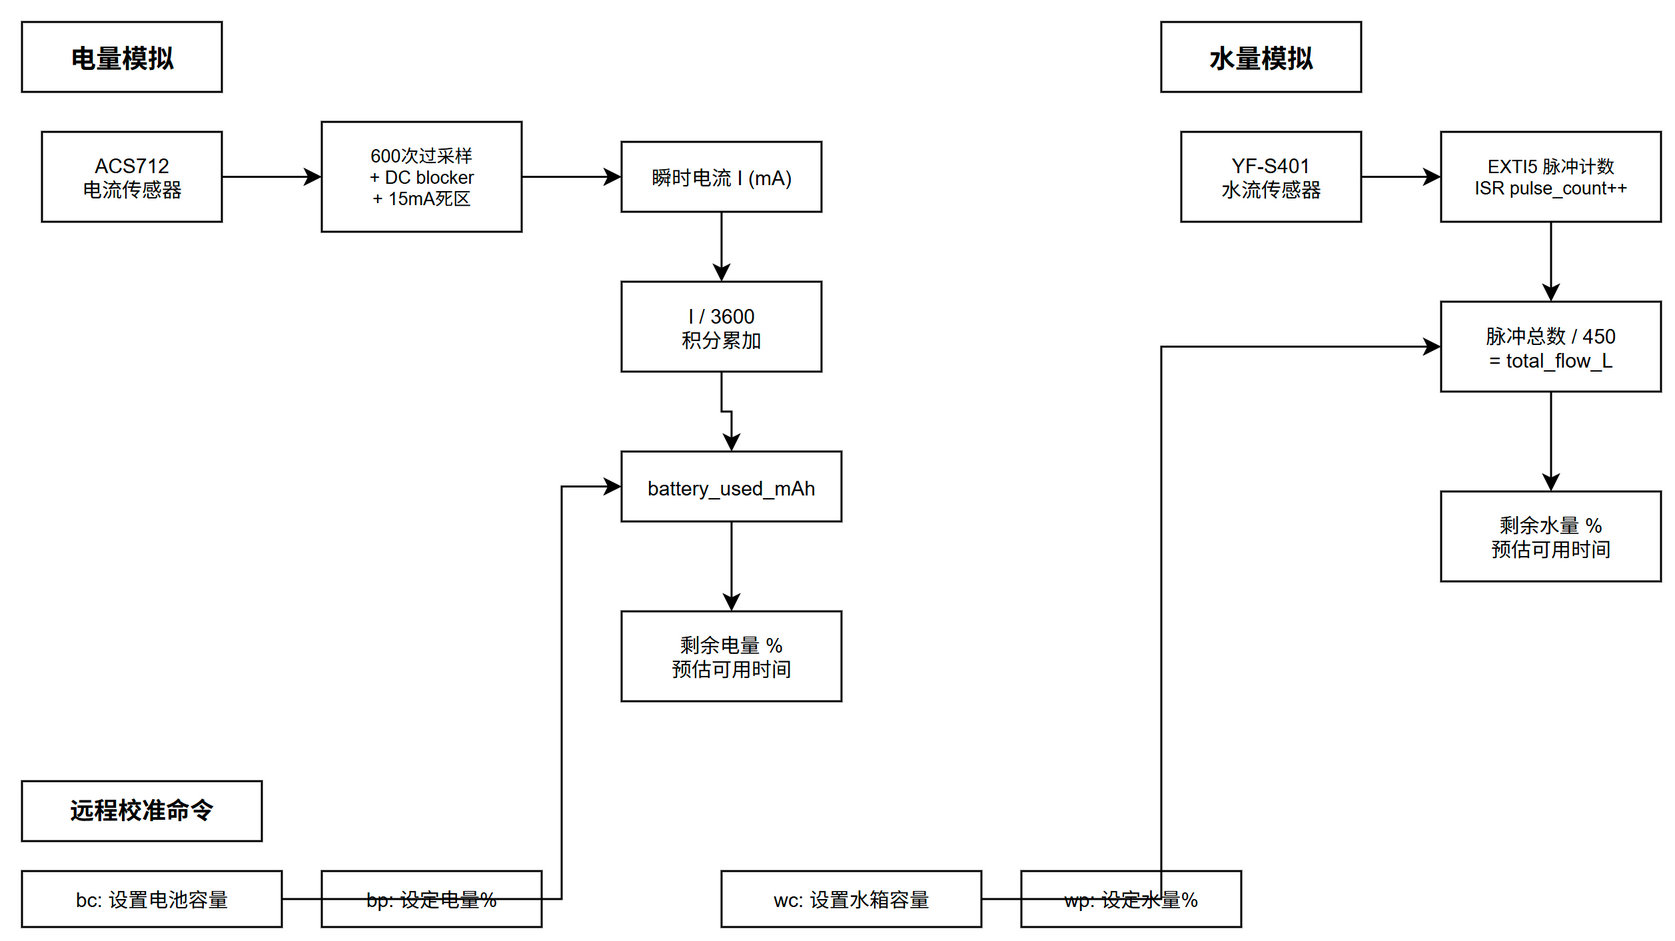 电量模拟
水量模拟
ACS712
电流传感器
600次过采样
+ DC blocker
+ 15mA死区
瞬时电流 I (mA)
YF-S401
水流传感器
EXTI5 脉冲计数
ISR pulse_count++
I / 3600
积分累加
脉冲总数 / 450
= total_flow_L
battery_used_mAh
剩余水量 %
预估可用时间
剩余电量 %
预估可用时间
远程校准命令
bc: 设置电池容量
bp: 设定电量%
wc: 设置水箱容量
wp: 设定水量%